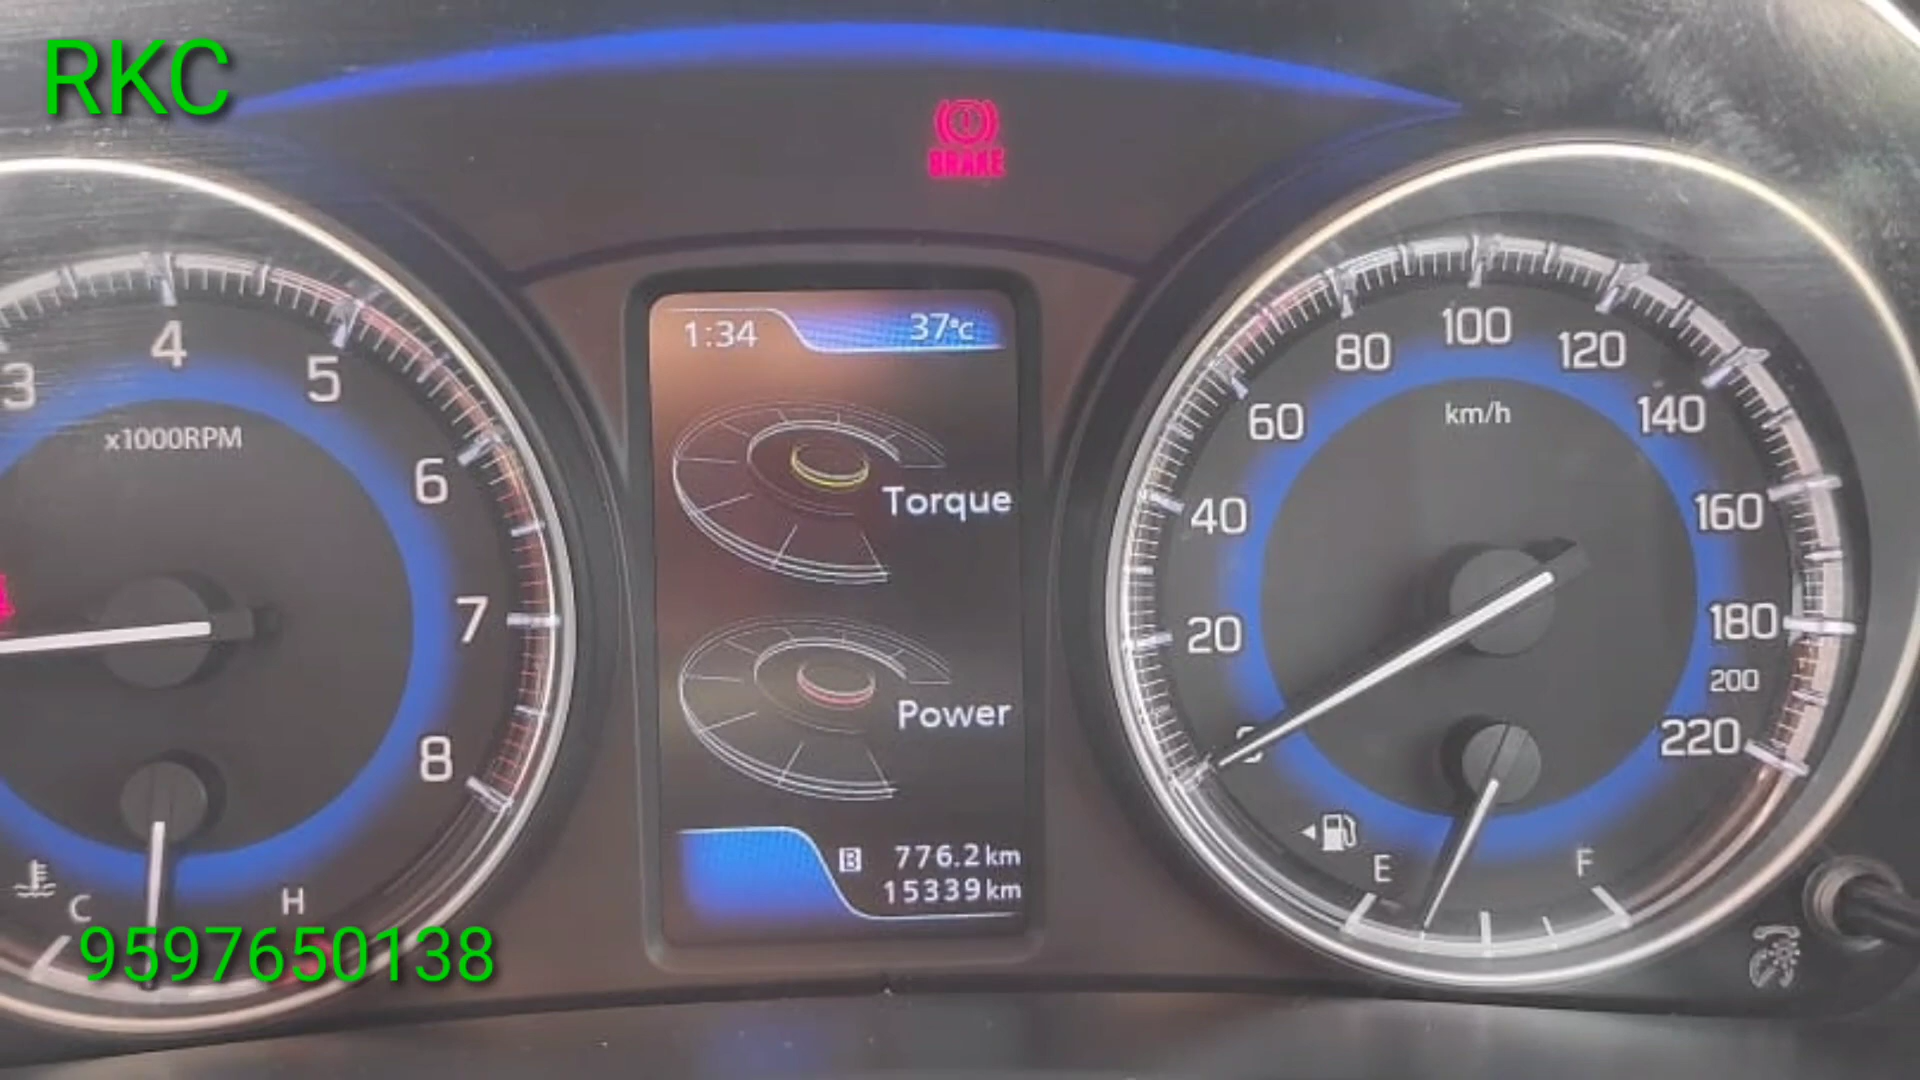 RKC
BRAKE
1:34 37°C
3 4 5 6 7 8
x1000RPM
C H
9597650138
Torque
Power
B 776.2 km
15339 km
20 40 60 80 100 120 140 160 180 200 220
km/h
E F